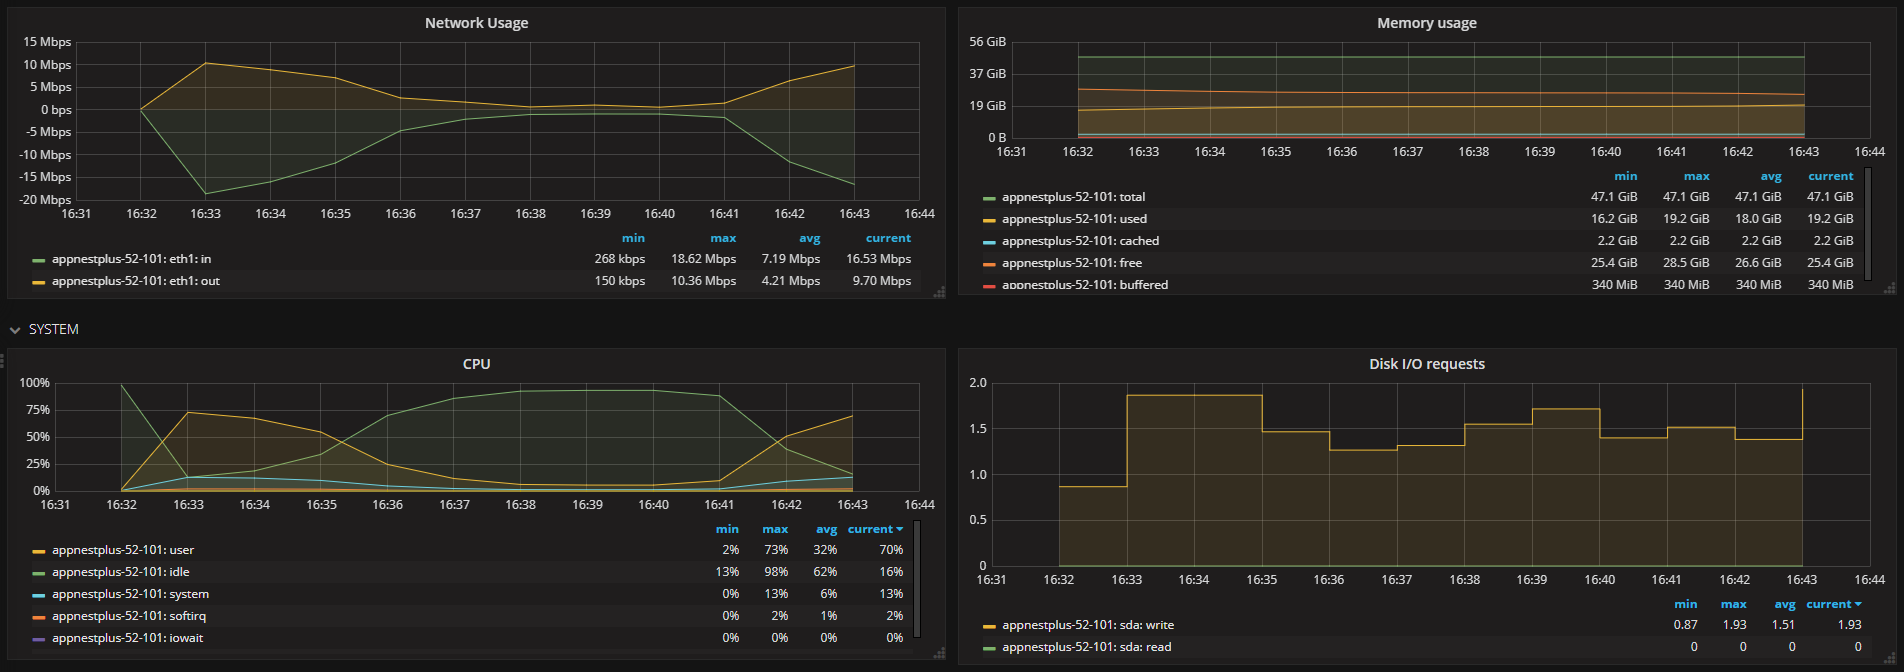 Network Usage
15 Mbps
10 Mbps
5 Mbps
0 bps
-5 Mbps
-10 Mbps
-15 Mbps
-20 Mbps
16:31 16:32 16:33 16:34 16:35 16:36 16:37 16:38 16:39 16:40 16:41 16:42 16:43 16:44
min max avg current
appnestplus-52-101: eth1: in 268 kbps 18.62 Mbps 7.19 Mbps 16.53 Mbps
appnestplus-52-101: eth1: out 150 kbps 10.36 Mbps 4.21 Mbps 9.70 Mbps
Memory usage
56 GiB
37 GiB
19 GiB
0 B
16:31 16:32 16:33 16:34 16:35 16:36 16:37 16:38 16:39 16:40 16:41 16:42 16:43 16:44
min max avg current
appnestplus-52-101: total 47.1 GiB 47.1 GiB 47.1 GiB 47.1 GiB
appnestplus-52-101: used 16.2 GiB 19.2 GiB 18.0 GiB 19.2 GiB
appnestplus-52-101: cached 2.2 GiB 2.2 GiB 2.2 GiB 2.2 GiB
appnestplus-52-101: free 25.4 GiB 28.5 GiB 26.6 GiB 25.4 GiB
appnestplus-52-101: buffered 340 MiB 340 MiB 340 MiB 340 MiB
SYSTEM
CPU
100%
75%
50%
25%
0%
16:31 16:32 16:33 16:34 16:35 16:36 16:37 16:38 16:39 16:40 16:41 16:42 16:43 16:44
min max avg current
appnestplus-52-101: user 2% 73% 32% 70%
appnestplus-52-101: idle 13% 98% 62% 16%
appnestplus-52-101: system 0% 13% 6% 13%
appnestplus-52-101: softirq 0% 2% 1% 2%
appnestplus-52-101: iowait 0% 0% 0% 0%
Disk I/O requests
2.0
1.5
1.0
0.5
0
16:31 16:32 16:33 16:34 16:35 16:36 16:37 16:38 16:39 16:40 16:41 16:42 16:43 16:44
min max avg current
appnestplus-52-101: sda: write 0.87 1.93 1.51 1.93
appnestplus-52-101: sda: read 0 0 0 0